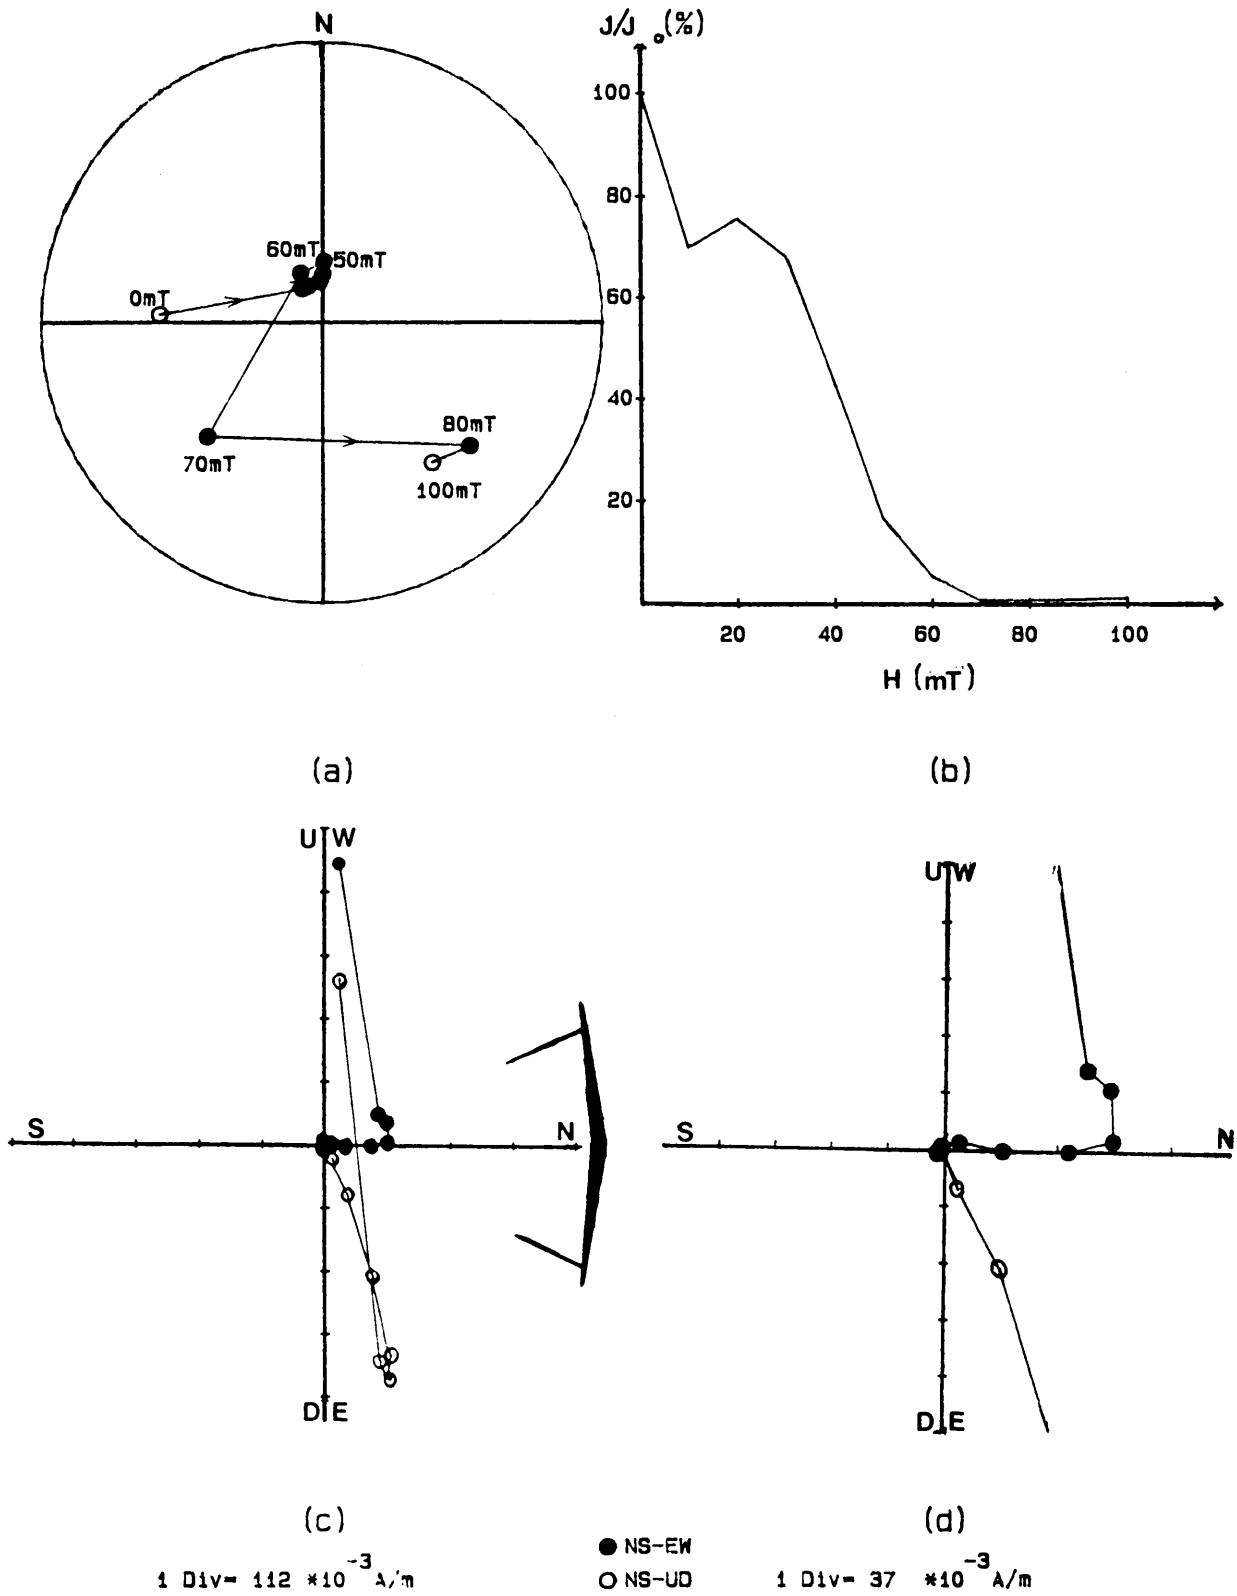 N
60mT 50mT
0mT
80mT
70mT
100mT
J/J₀(%)
100
80
60
40
20
20 40 60 80 100
H (mT)
(a) (b)
U W
S N
D E
U W
S N
D E
(c) (d)
● NS-EW
1 Div= 112 *10⁻³ A/m ○ NS-UD 1 Div= 37 *10⁻³ A/m